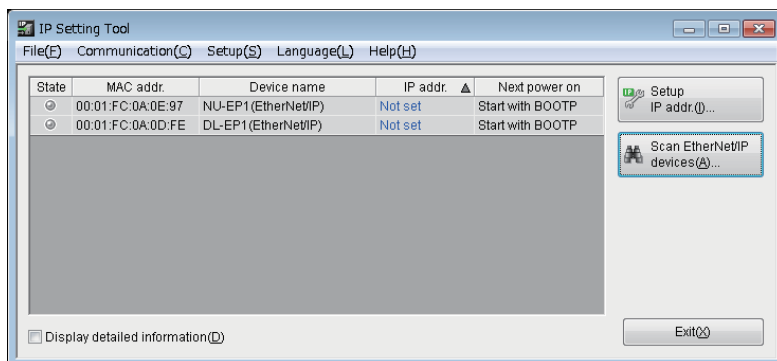 IP Setting Tool
File(F) Communication(C) Setup(S) Language(L) Help(H)
State MAC addr. Device name IP addr. Next power on
00:01:FC:0A:0E:97 NU-EP1(EtherNet/IP) Not set Start with BOOTP
00:01:FC:0A:0D:FE DL-EP1(EtherNet/IP) Not set Start with BOOTP
Setup
IP addr.(I)...
Scan EtherNet/IP
devices(A)...
Display detailed information(D)
Exit(X)